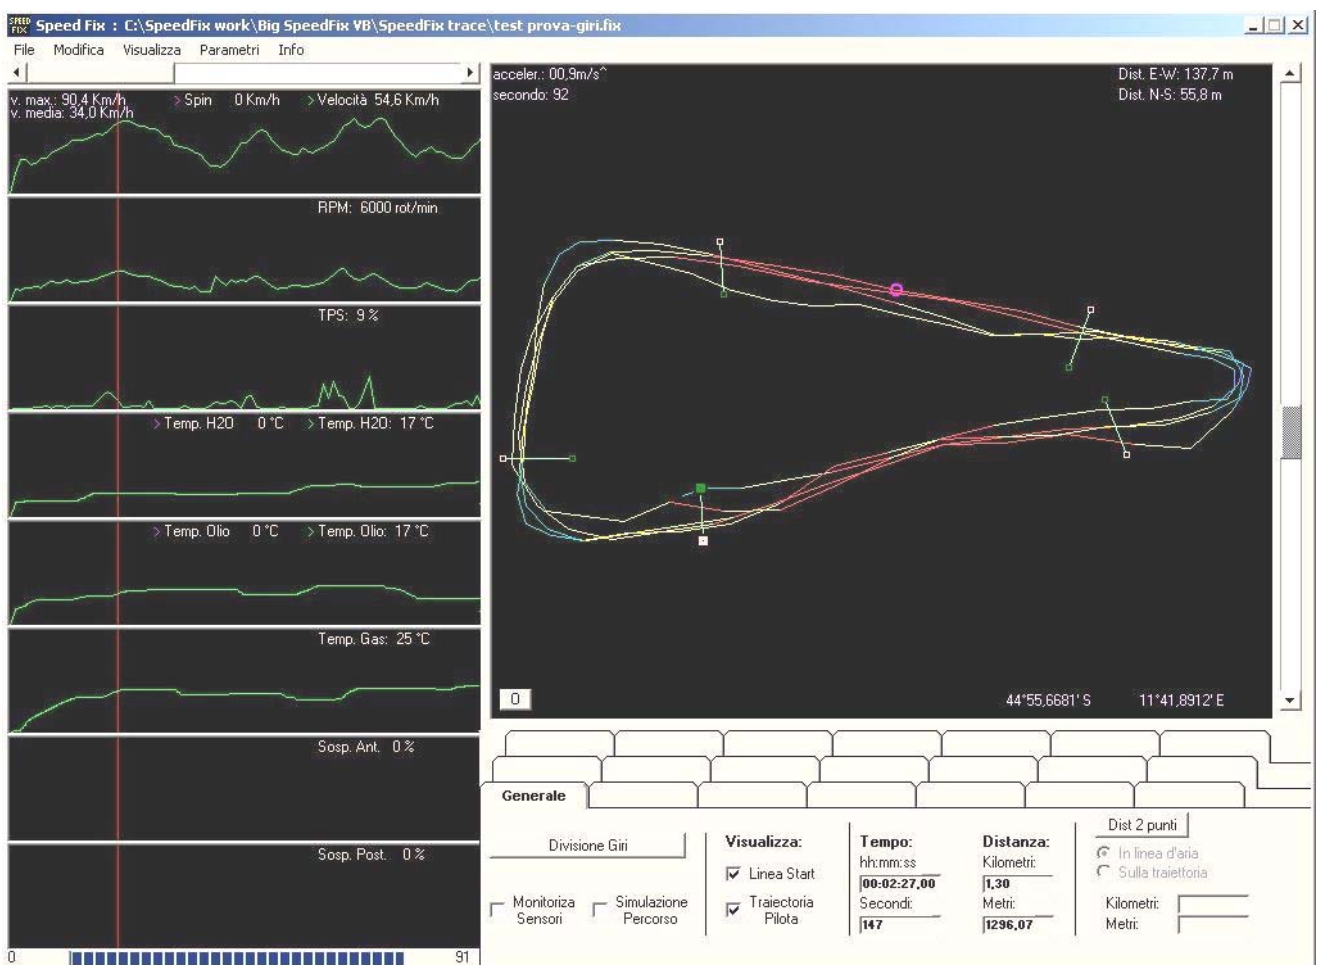 SPEED FIX
Speed Fix : C:\SpeedFix work\Big SpeedFix VB\SpeedFix trace\test prova-giri.fix
File Modifica Visualizza Parametri Info
v. max.: 90,4 Km/h >Spin 0 Km/h >Velocità 54,6 Km/h
v. media: 34,0 Km/h
RPM: 6000 rot/min
TPS: 9 %
>Temp. H2O 0 °C >Temp. H2O: 17 °C
>Temp. Olio 0 °C >Temp. Olio: 17 °C
Temp. Gas: 25 °C
Sosp. Ant. 0 %
Sosp. Post. 0 %
0 91
acceler.: 00,9m/s^
secondo: 92
Dist. E-W: 137,7 m
Dist. N-S: 55,8 m
0
44°55,6681' S 11°41,8912' E
Generale
Divisione Giri
Monitoriza Sensori
Simulazione Percorso
Visualizza:
Linea Start
Traiectoria Pilota
Tempo:
hh:mm:ss
00:02:27,00
Secondi:
147
Distanza:
Kilometri:
1,30
Metri:
1296,07
Dist 2 punti
In linea d'aria
Sulla traiettoria
Kilometri:
Metri: